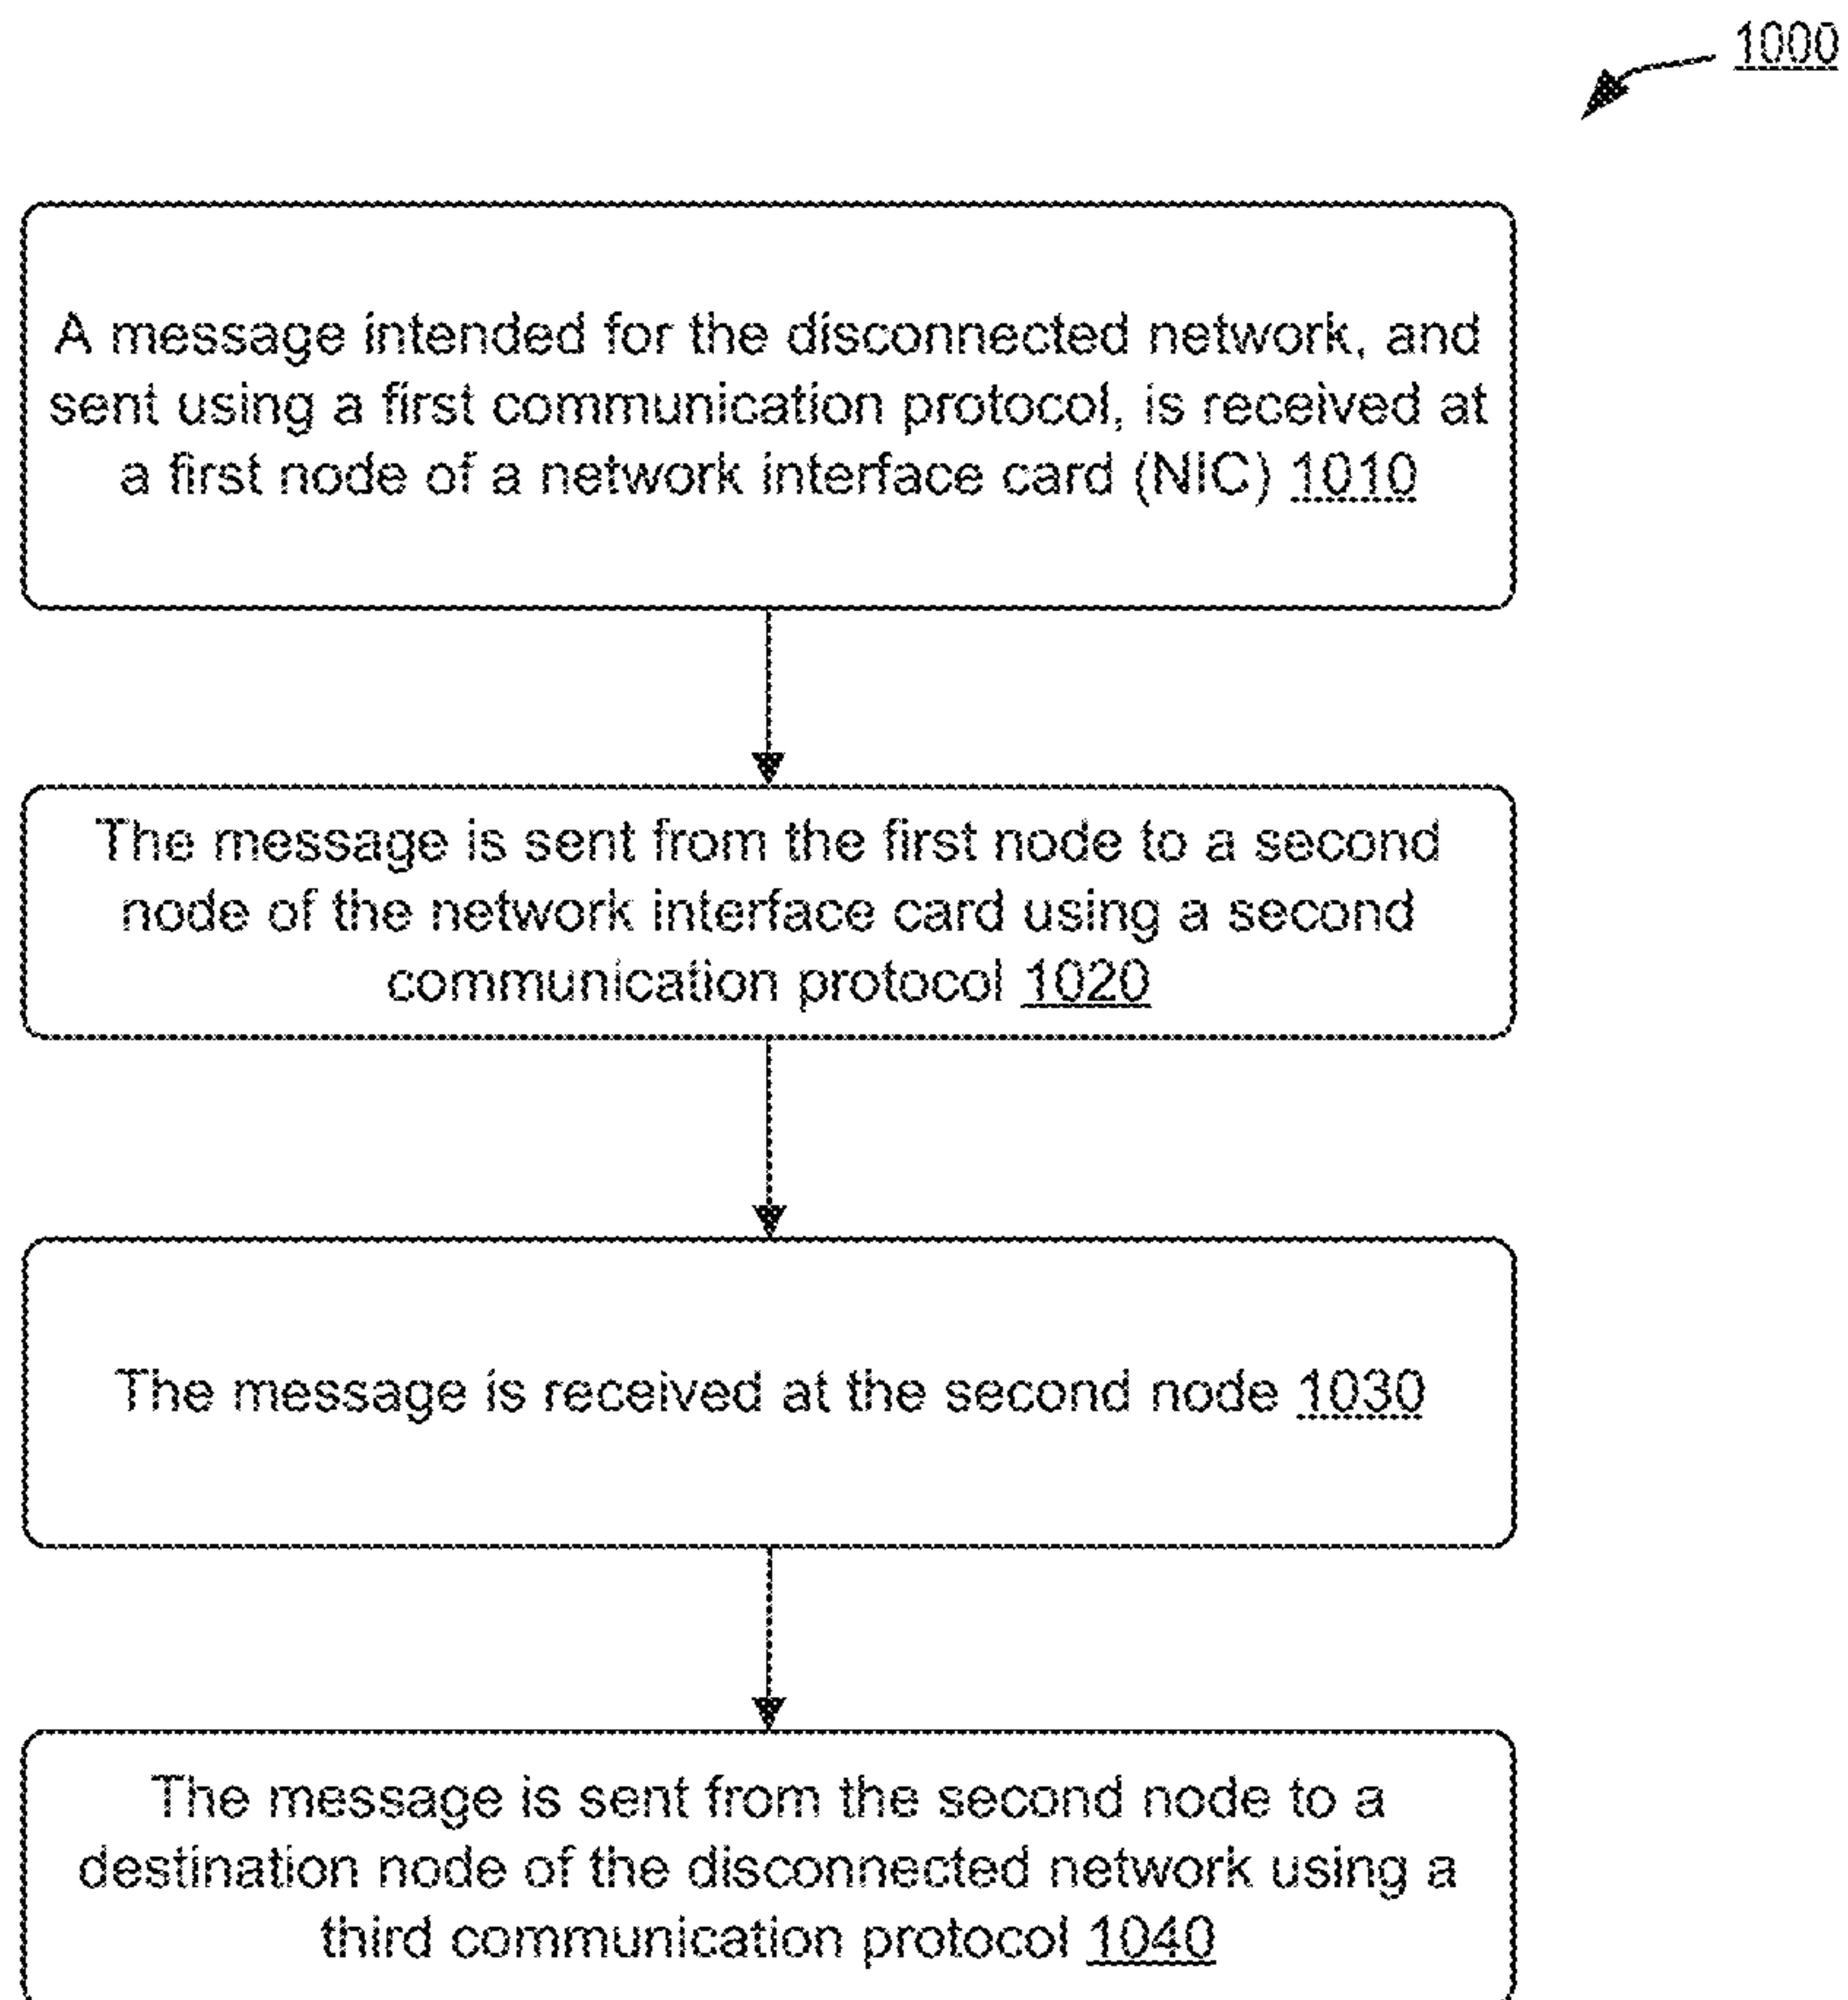 1000
A message intended for the disconnected network, and
sent using a first communication protocol, is received at
a first node of a network interface card (NIC) 1010
The message is sent from the first node to a second
node of the network interface card using a second
communication protocol 1020
The message is received at the second node 1030
The message is sent from the second node to a
destination node of the disconnected network using a
third communication protocol 1040